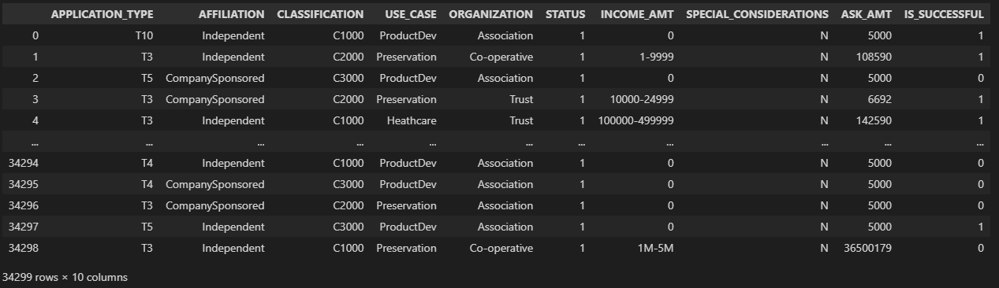 APPLICATION_TYPE AFFILIATION CLASSIFICATION USE_CASE ORGANIZATION STATUS INCOME_AMT SPECIAL_CONSIDERATIONS ASK_AMT IS_SUCCESSFUL
0 T10 Independent C1000 ProductDev Association 1 0 N 5000 1
1 T3 Independent C2000 Preservation Co-operative 1 1-9999 N 108590 1
2 T5 CompanySponsored C3000 ProductDev Association 1 0 N 5000 0
3 T3 CompanySponsored C2000 Preservation Trust 1 10000-24999 N 6692 1
4 T3 Independent C1000 Heathcare Trust 1 100000-499999 N 142590 1
... ... ... ... ... ... ... ... ... ... ...
34294 T4 Independent C1000 ProductDev Association 1 0 N 5000 0
34295 T4 CompanySponsored C3000 ProductDev Association 1 0 N 5000 0
34296 T3 CompanySponsored C2000 Preservation Association 1 0 N 5000 0
34297 T5 Independent C3000 ProductDev Association 1 0 N 5000 1
34298 T3 Independent C1000 Preservation Co-operative 1 1M-5M N 36500179 0
34299 rows × 10 columns